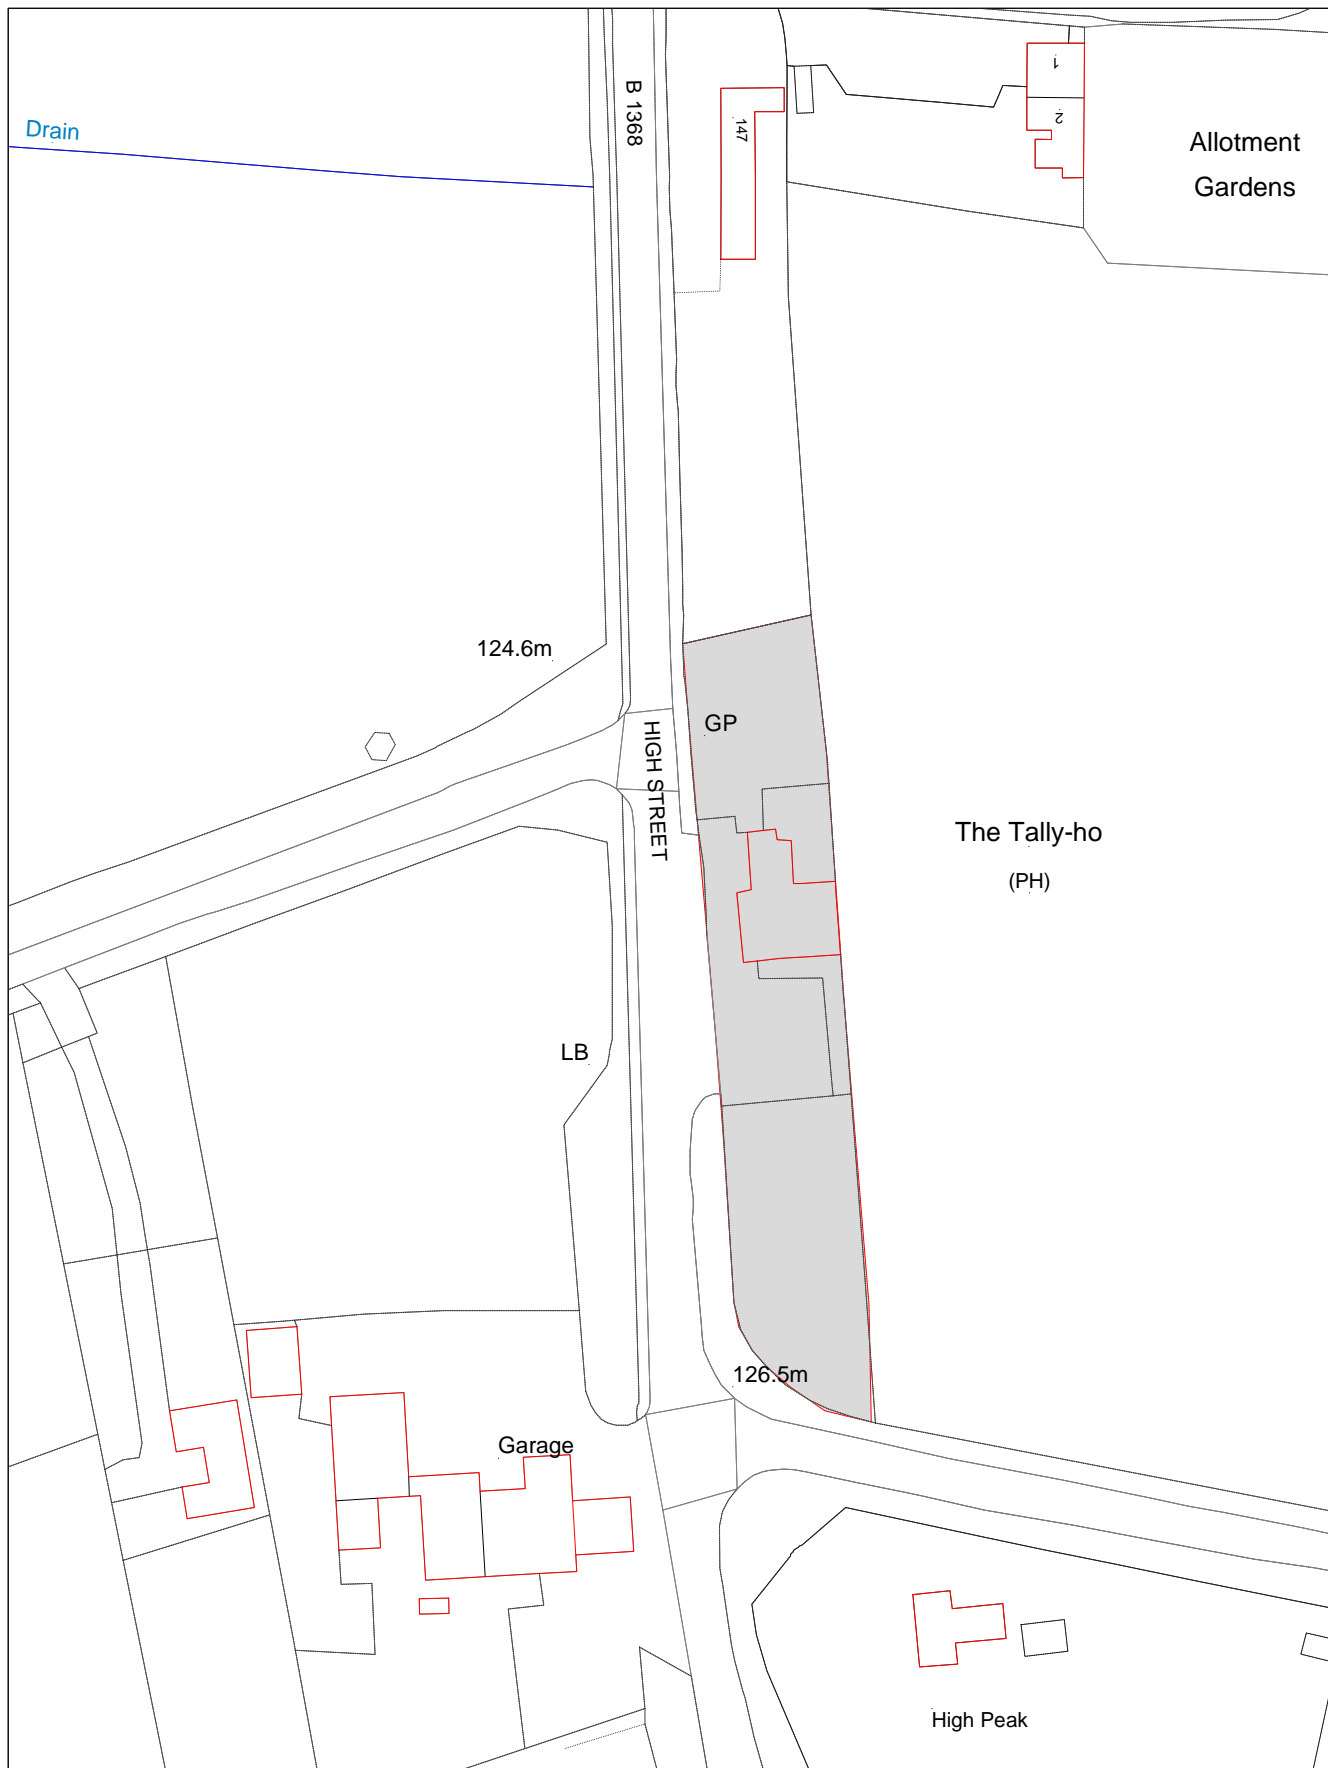 1
B 1368
147
2
Drain
Allotment
Gardens
124.6m
GP
HIGH STREET
The Tally-ho
(PH)
LB
126.5m
Garage
High Peak